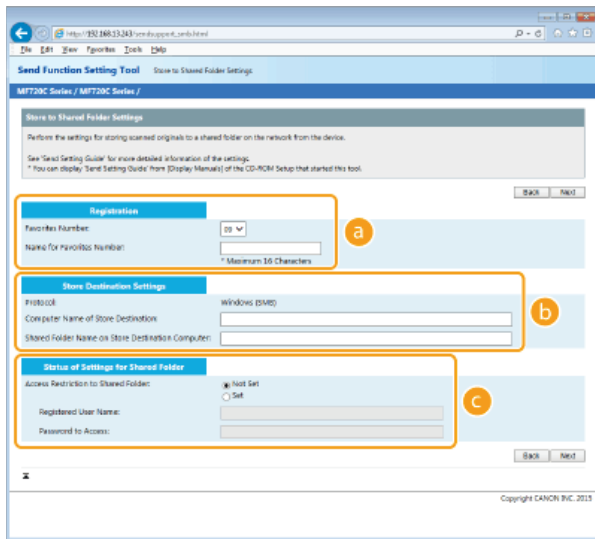 http://192.168.13.243/sendsupport_smb.html
File Edit View Favorites Tools Help
Send Function Setting Tool Store to Shared Folder Settings
MF720C Series / MF720C Series /
Store to Shared Folder Settings
Perform the settings for storing scanned originals to a shared folder on the network from the device.
See 'Send Setting Guide' for more detailed information of the settings.
* You can display 'Send Setting Guide' from [Display Manuals] of the CD-ROM Setup that started this tool.
Back Next
Registration
Favorites Number:
Name for Favorites Number:
* Maximum 16 Characters
a
Store Destination Settings
Protocol: Windows (SMB)
Computer Name of Store Destination:
Shared Folder Name on Store Destination Computer:
b
Status of Settings for Shared Folder
Access Restriction to Shared Folder: Not Set
Set
Registered User Name:
Password to Access:
c
Back Next
Copyright CANON INC. 2015